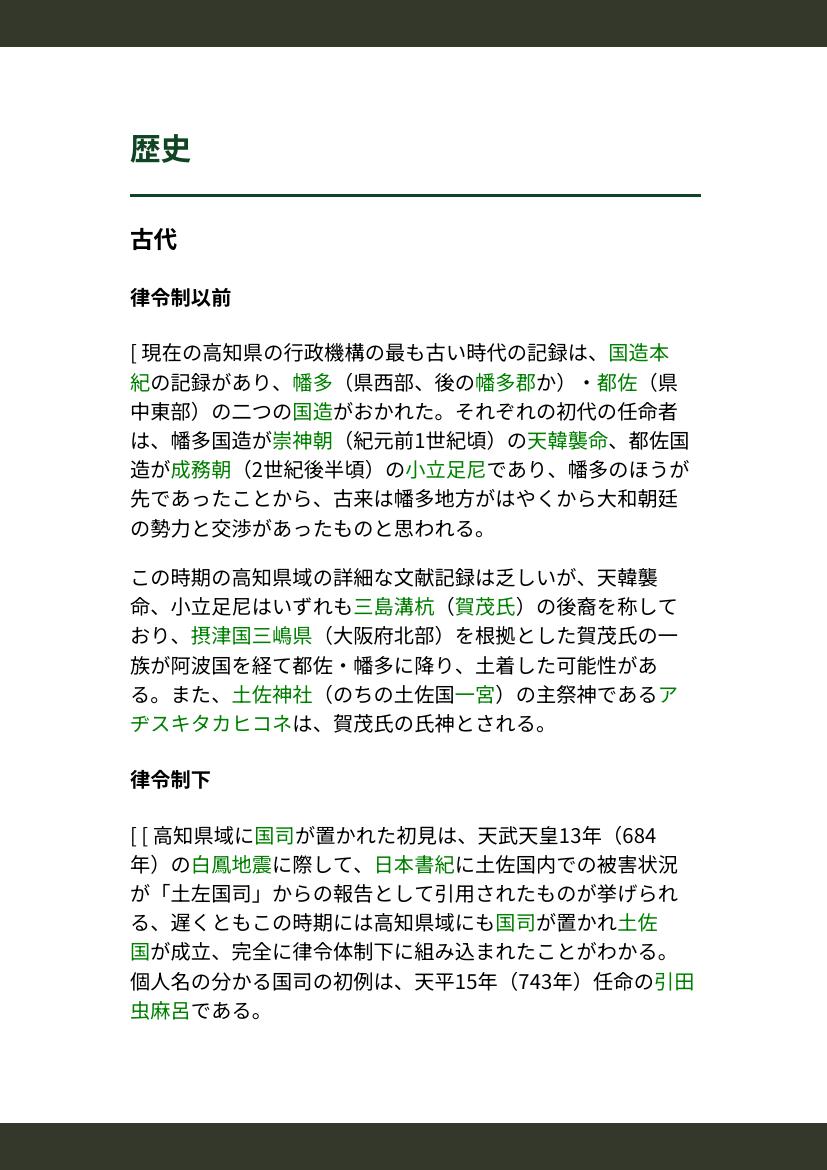 歴史
古代
律令制以前
[ 現在の高知県の行政機構の最も古い時代の記録は、国造本
紀の記録があり、幡多（県西部、後の幡多郡か）・都佐（県
中東部）の二つの国造がおかれた。それぞれの初代の任命者
は、幡多国造が崇神朝（紀元前1世紀頃）の天韓襲命、都佐国
造が成務朝（2世紀後半頃）の小立足尼であり、幡多のほうが
先であったことから、古来は幡多地方がはやくから大和朝廷
の勢力と交渉があったものと思われる。
この時期の高知県域の詳細な文献記録は乏しいが、天韓襲
命、小立足尼はいずれも三島溝杭（賀茂氏）の後裔を称して
おり、摂津国三嶋県（大阪府北部）を根拠とした賀茂氏の一
族が阿波国を経て都佐・幡多に降り、土着した可能性があ
る。また、土佐神社（のちの土佐国一宮）の主祭神であるア
ヂスキタカヒコネは、賀茂氏の氏神とされる。
律令制下
[ [ 高知県域に国司が置かれた初見は、天武天皇13年（684
年）の白鳳地震に際して、日本書紀に土佐国内での被害状況
が「土左国司」からの報告として引用されたものが挙げられ
る、遅くともこの時期には高知県域にも国司が置かれ土佐
国が成立、完全に律令体制下に組み込まれたことがわかる。
個人名の分かる国司の初例は、天平15年（743年）任命の引田
虫麻呂である。